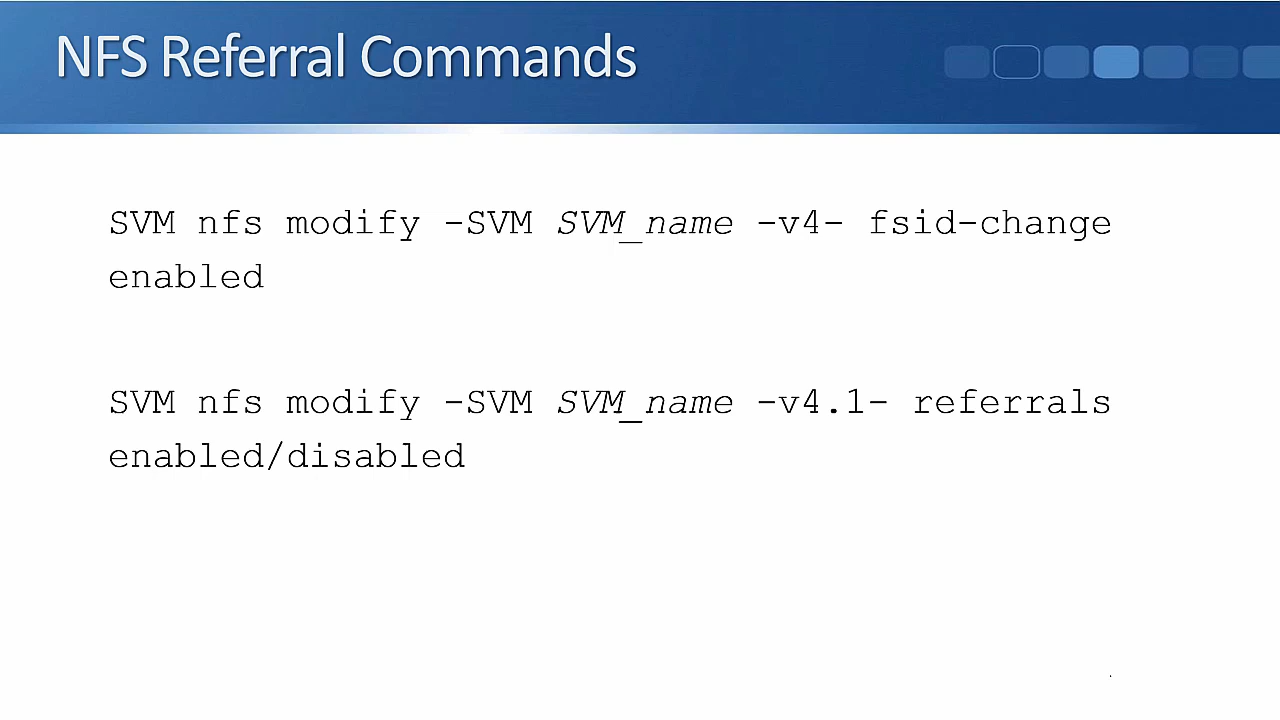 NFS Referral Commands
SVM nfs modify -SVM SVM_name -v4- fsid-change
enabled
SVM nfs modify -SVM SVM_name -v4.1- referrals
enabled/disabled